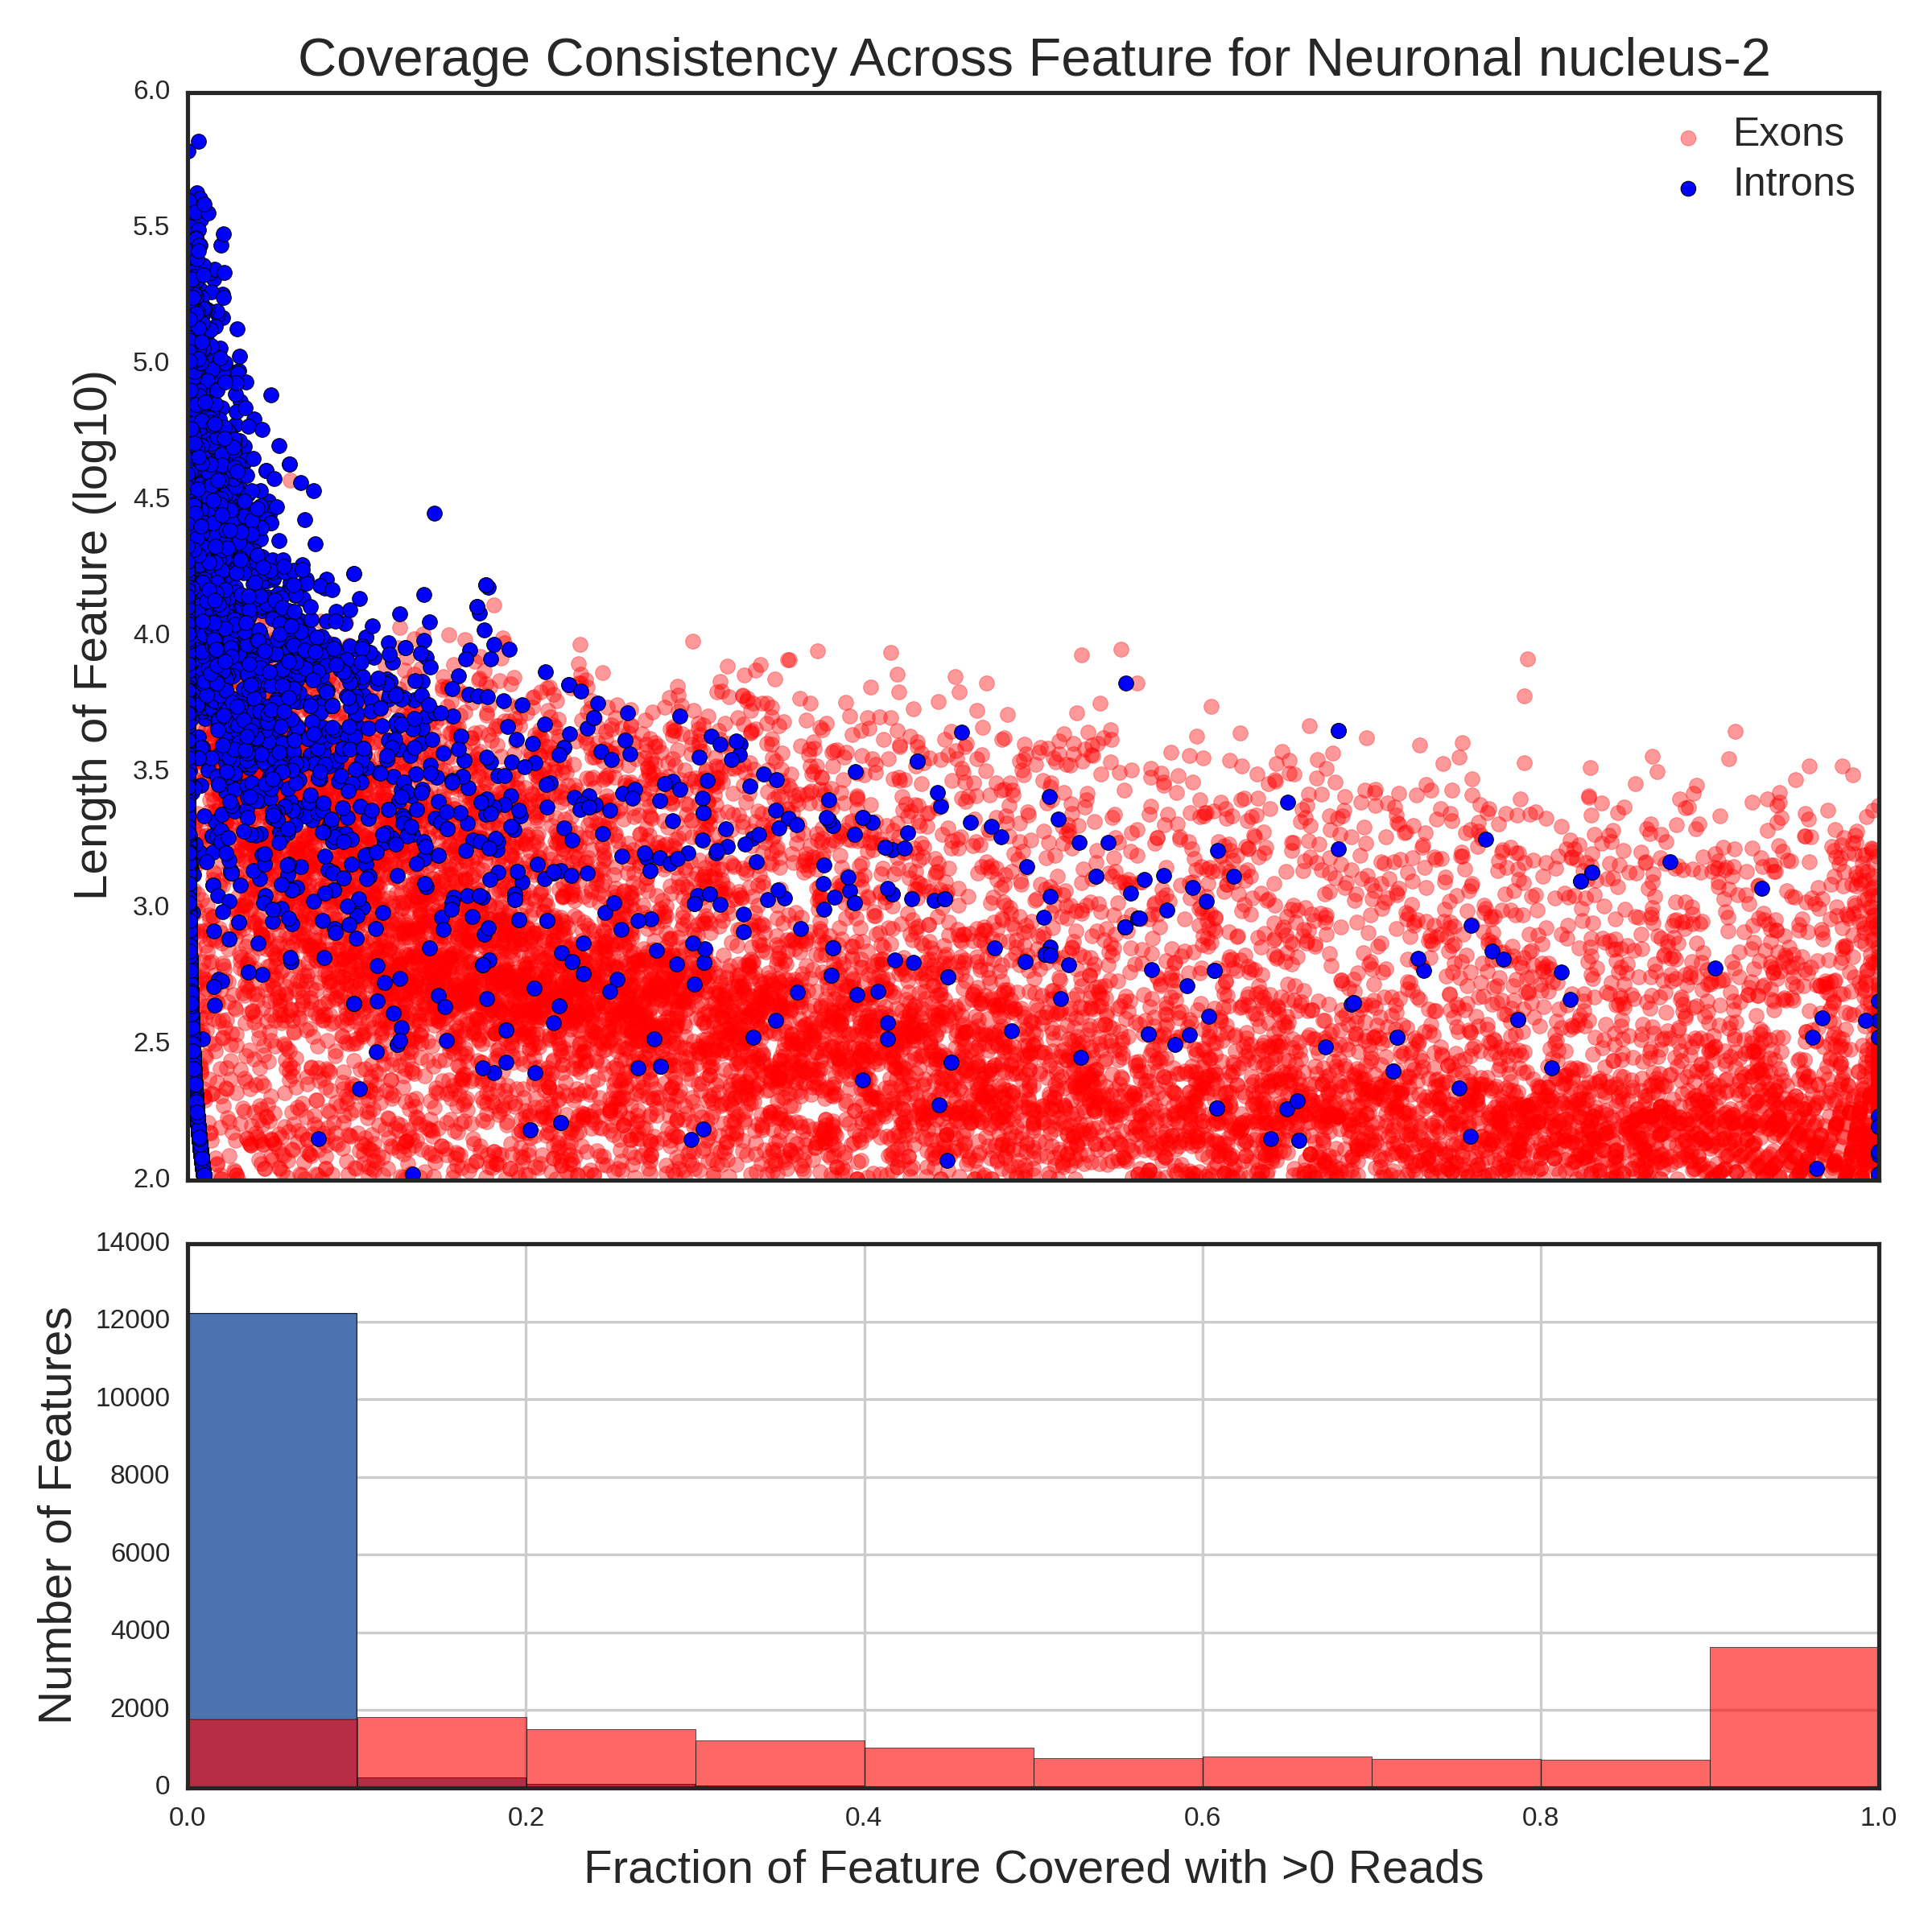 Coverage Consistency Across Feature for Neuronal nucleus-2
6.0
5.5
5.0
4.5
4.0
3.5
3.0
2.5
2.0
Length of Feature (log10)
Exons
Introns
14000
12000
10000
8000
6000
4000
2000
0
Number of Features
0.0 0.2 0.4 0.6 0.8 1.0
Fraction of Feature Covered with >0 Reads